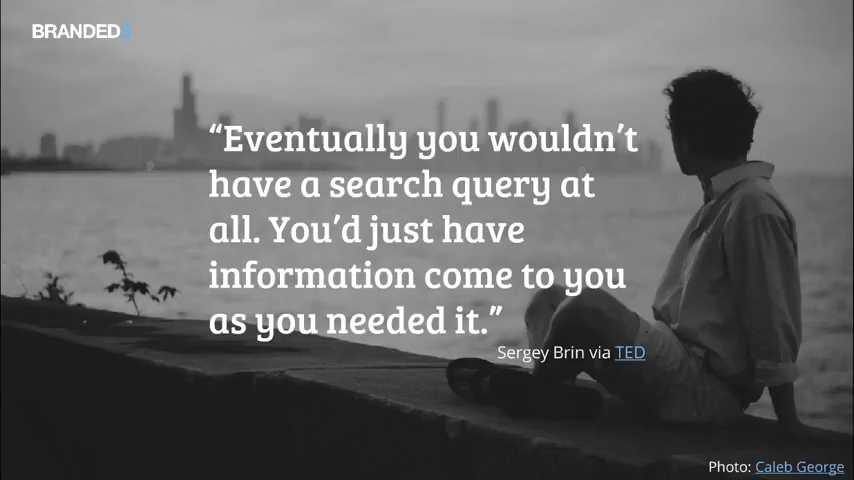 BRANDED3
“Eventually you wouldn’t
have a search query at
all. You’d just have
information come to you
as you needed it.”
Sergey Brin via TED
Photo: Caleb George